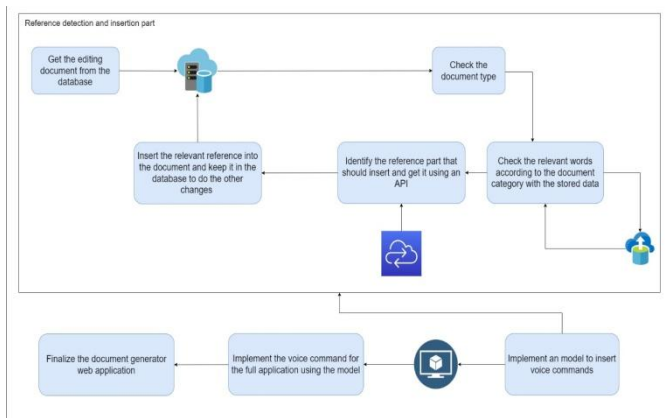 Reference detection and insertion part
Get the editing
document from the
database
Check the
document type
Insert the relevant reference into
the document and keep it in the
database to do the other
changes
Identify the reference part that
should insert and get it using an
API
Check the relevant words
according to the document
category with the stored data
Finalize the document generator
web application
Implement the voice command for
the full application using the model
Implement an model to insert
voice commands